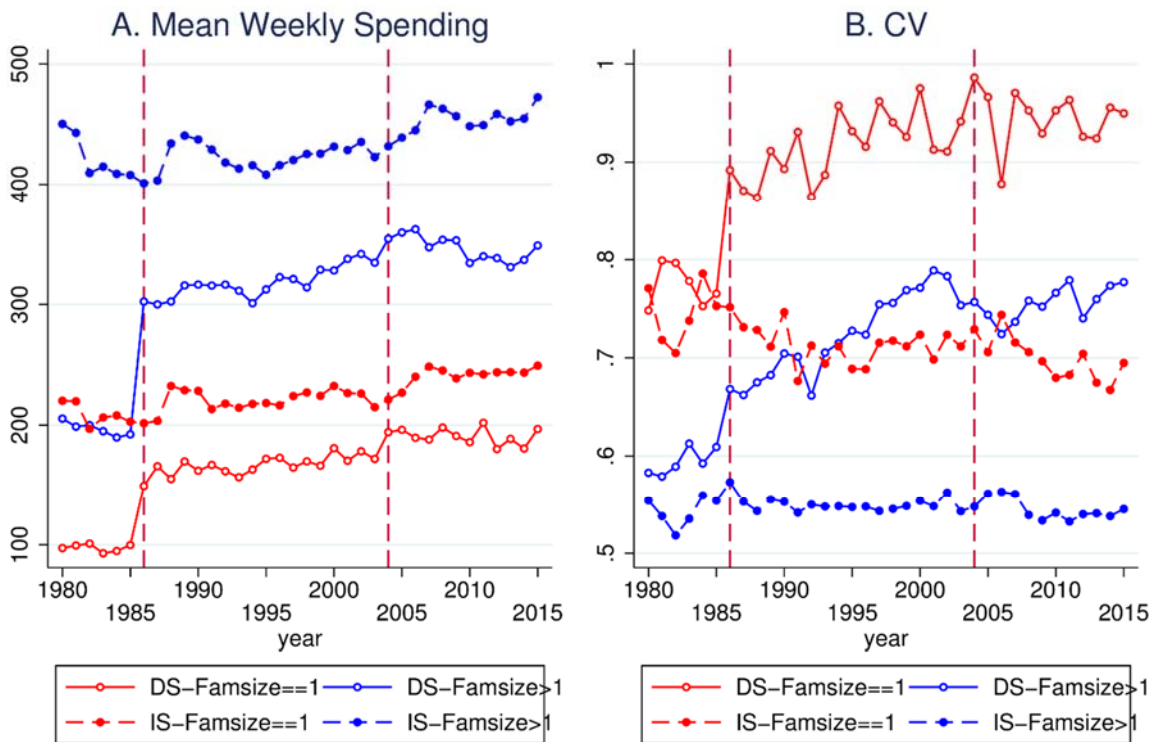 A. Mean Weekly Spending
500
400
300
200
100
1980 1990 2000 2010
1985 1995 2005 2015
year
DS-Famsize==1 DS-Famsize>1
IS-Famsize==1 IS-Famsize>1
B. CV
1
.9
.8
.7
.6
.5
1980 1990 2000 2010
1985 1995 2005 2015
year
DS-Famsize==1 DS-Famsize>1
IS-Famsize==1 IS-Famsize>1